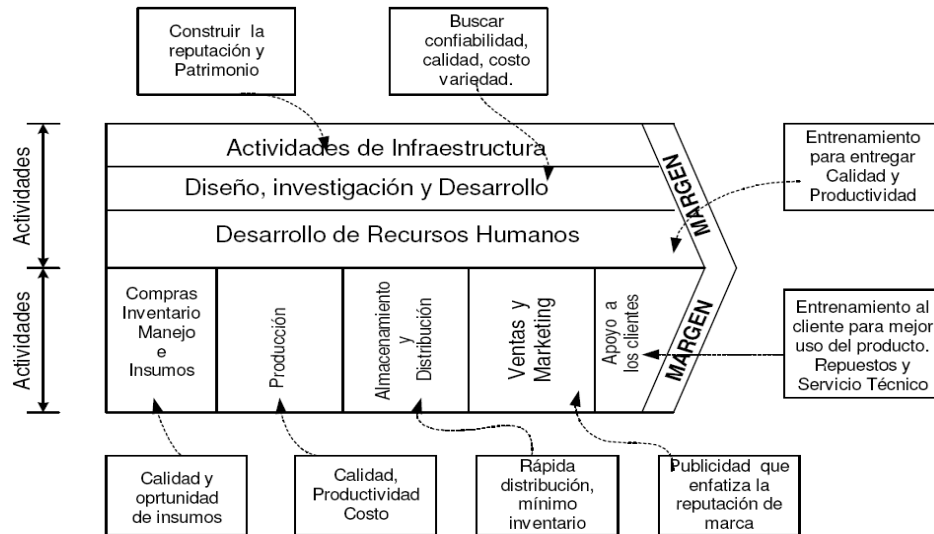 Construir la
reputación y
Patrimonio
Buscar
confiabilidad,
calidad, costo
variedad.
Actividades
Actividades de Infraestructura
Diseño, investigación y Desarrollo
Desarrollo de Recursos Humanos
MARGEN
Entrenamiento
para entregar
Calidad y
Productividad
Actividades
Compras
Inventario
Manejo
e
Insumos
Producción
Almacenamiento
y
Distribución
Ventas y
Marketing
Apoyo a
los clientes
MARGEN
Entrenamiento al
cliente para mejor
uso del producto.
Repuestos y
Servicio Técnico
Calidad y
oprtunidad
de insumos
Calidad,
Productividad
Costo
Rápida
distribución,
mínimo
inventario
Publicidad que
enfatiza la
reputación de
marca